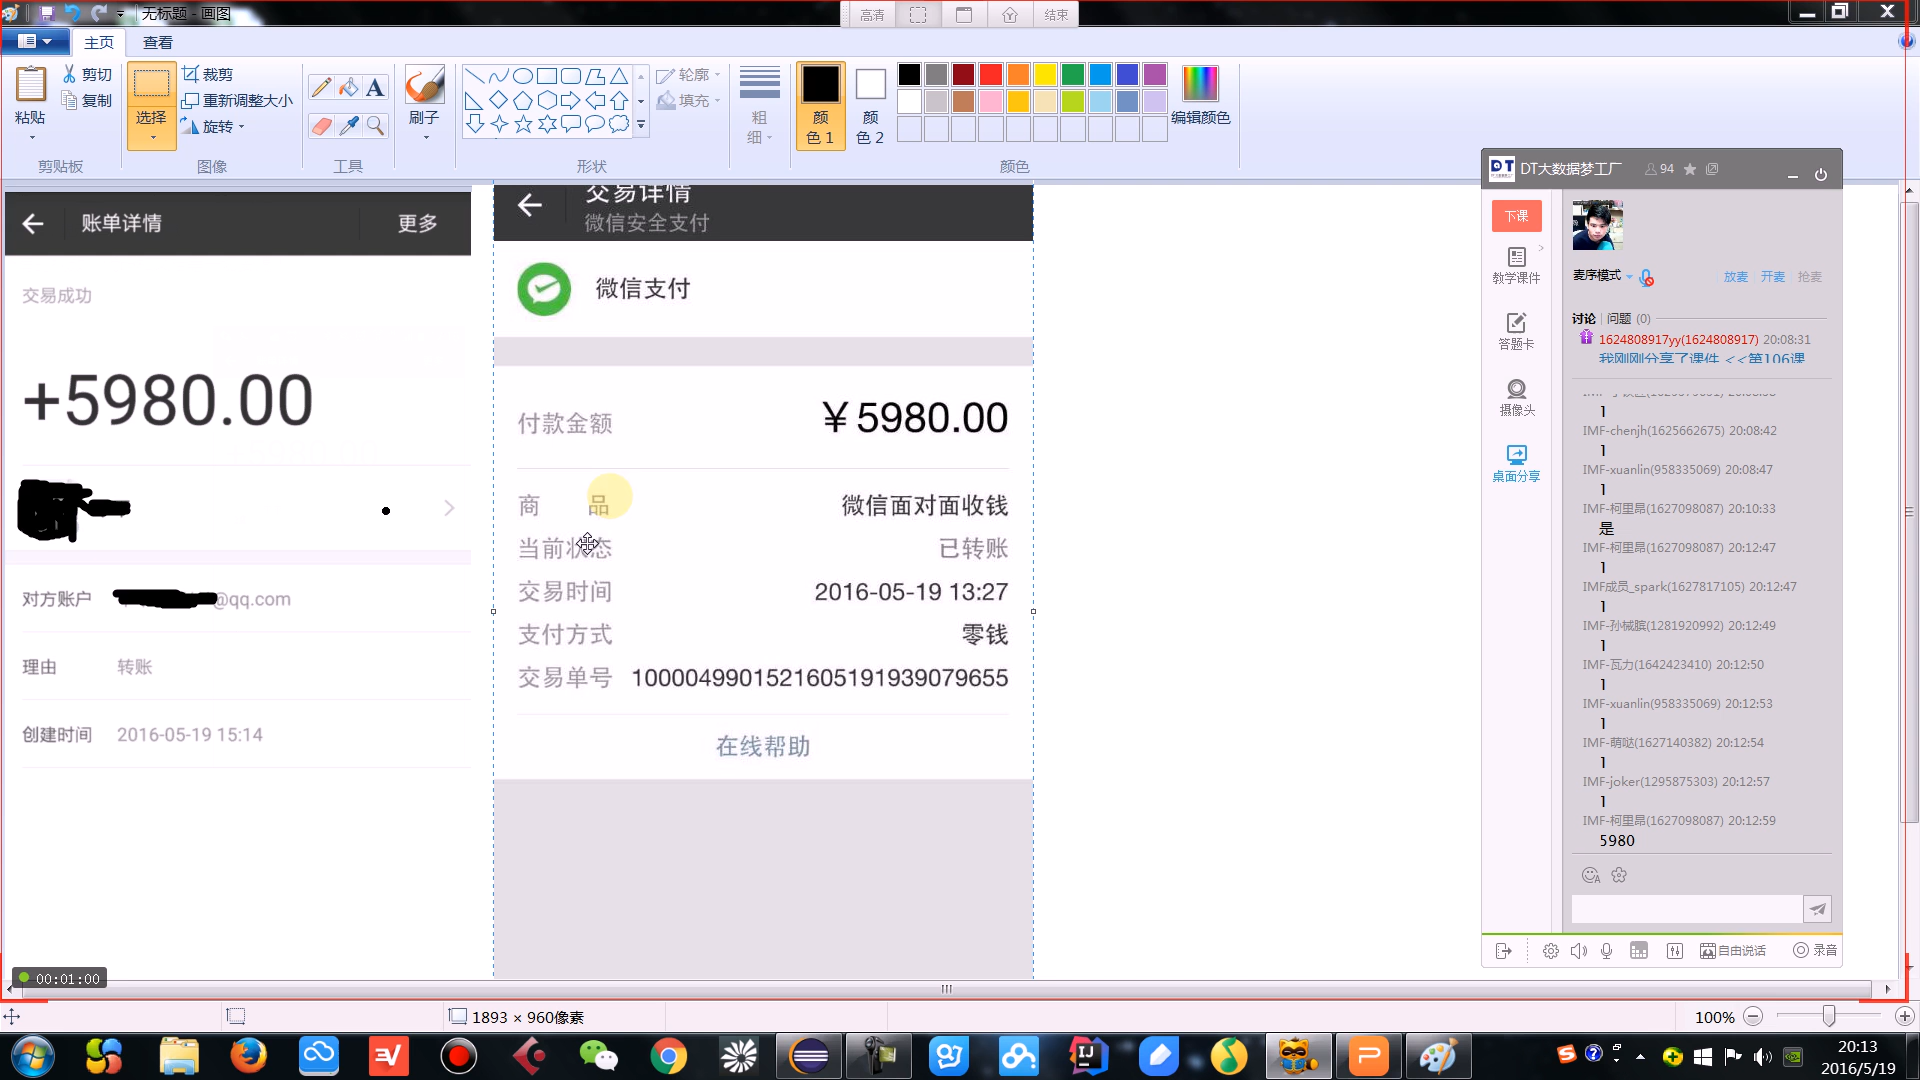 无标题 - 画图
高清
结束
主页
查看
粘贴
剪切
复制
选择
裁剪
重新调整大小
旋转
A
刷子
轮廓
填充
粗
细
颜
色 1
颜
色 2
编辑颜色
剪贴板
图像
工具
形状
颜色
账单详情
更多
交易成功
+5980.00
对方账户
@qq.com
理由
转账
创建时间
2016-05-19 15:14
交易详情
微信安全支付
微信支付
付款金额
￥5980.00
商 品
微信面对面收钱
当前状态
已转账
交易时间
2016-05-19 13:27
支付方式
零钱
交易单号
1000049901521605191939079655
在线帮助
DT
DT大数据梦工厂
94
下课
教学课件
答题卡
摄像头
桌面分享
麦序模式
放麦
开麦
抢麦
讨论
问题 (0)
1624808917yy(1624808917) 20:08:31
我刚刚分享了课件 <<第106课
1
IMF-chenjh(1625662675) 20:08:42
1
IMF-xuanlin(958335069) 20:08:47
1
IMF-柯里昂(1627098087) 20:10:33
是
IMF-柯里昂(1627098087) 20:12:47
1
IMF成员_spark(1627817105) 20:12:47
1
IMF-孙械膑(1281920992) 20:12:49
1
IMF-瓦力(1642423410) 20:12:50
1
IMF-xuanlin(958335069) 20:12:53
1
IMF-萌哒(1627140382) 20:12:54
1
IMF-joker(1295875303) 20:12:57
1
IMF-柯里昂(1627098087) 20:12:59
5980
自由说话
录音
00:01:00
1893 × 960像素
100%
20:13
2016/5/19